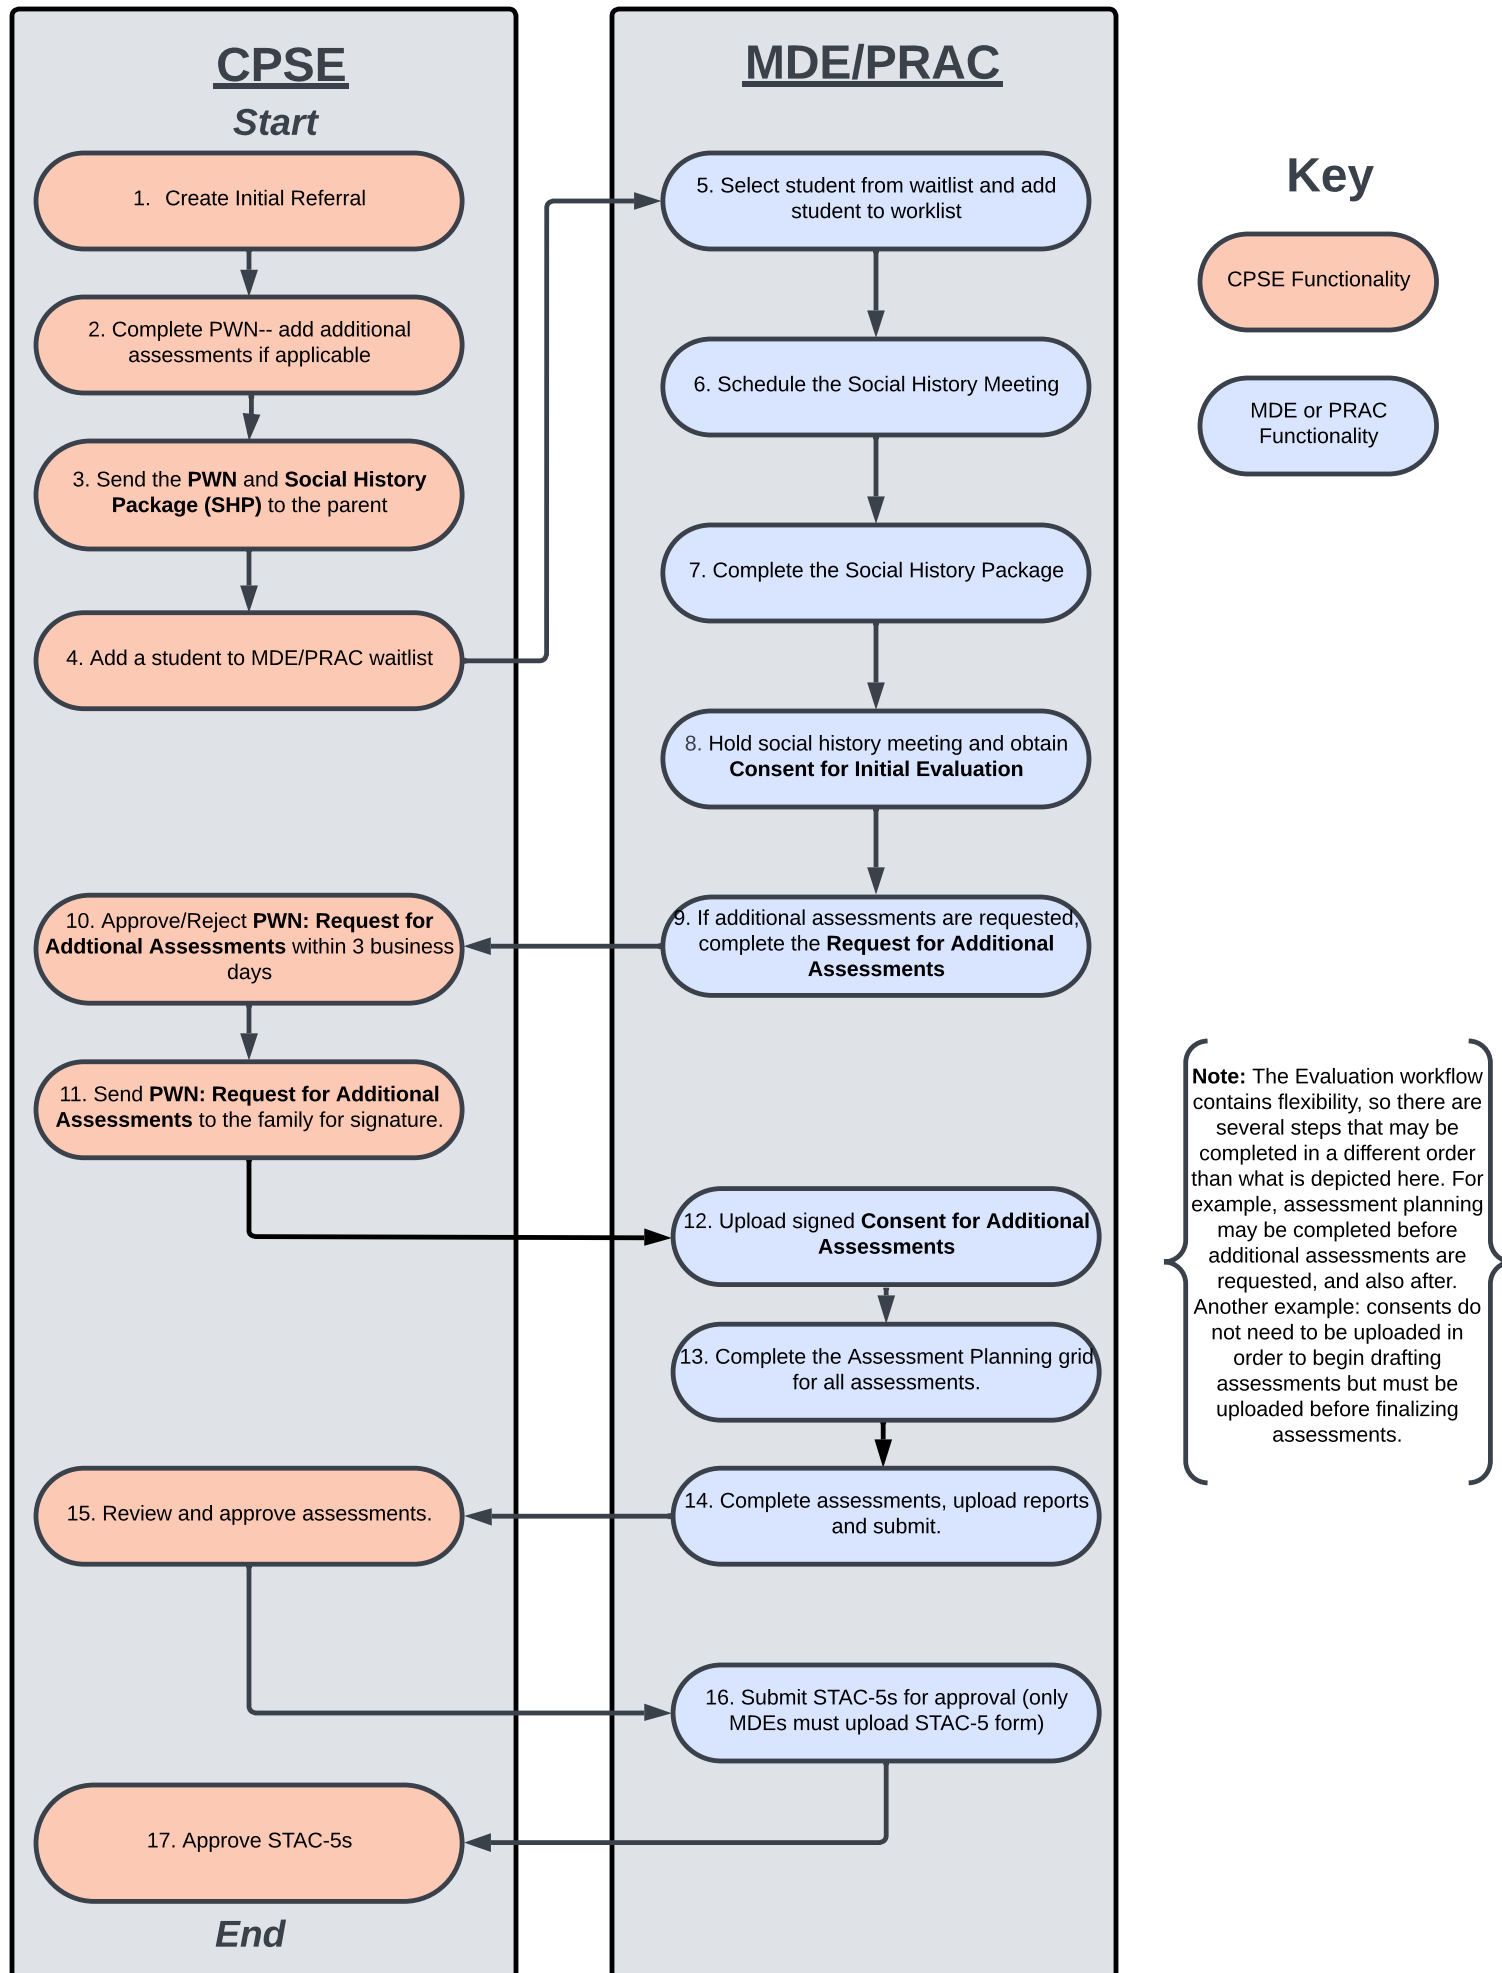 CPSE
Start
1. Create Initial Referral
2. Complete PWN-- add additional
assessments if applicable
3. Send the PWN and Social History
Package (SHP) to the parent
4. Add a student to MDE/PRAC waitlist
MDE/PRAC
5. Select student from waitlist and add
student to worklist
6. Schedule the Social History Meeting
7. Complete the Social History Package
8. Hold social history meeting and obtain
Consent for Initial Evaluation
9. If additional assessments are requested,
complete the Request for Additional
Assessments
10. Approve/Reject PWN: Request for
Addtional Assessments within 3 business
days
11. Send PWN: Request for Additional
Assessments to the family for signature.
12. Upload signed Consent for Additional
Assessments
13. Complete the Assessment Planning grid
for all assessments.
14. Complete assessments, upload reports
and submit.
15. Review and approve assessments.
16. Submit STAC-5s for approval (only
MDEs must upload STAC-5 form)
17. Approve STAC-5s
End
Key
CPSE Functionality
MDE or PRAC
Functionality
Note: The Evaluation workflow
contains flexibility, so there are
several steps that may be
completed in a different order
than what is depicted here. For
example, assessment planning
may be completed before
additional assessments are
requested, and also after.
Another example: consents do
not need to be uploaded in
order to begin drafting
assessments but must be
uploaded before finalizing
assessments.